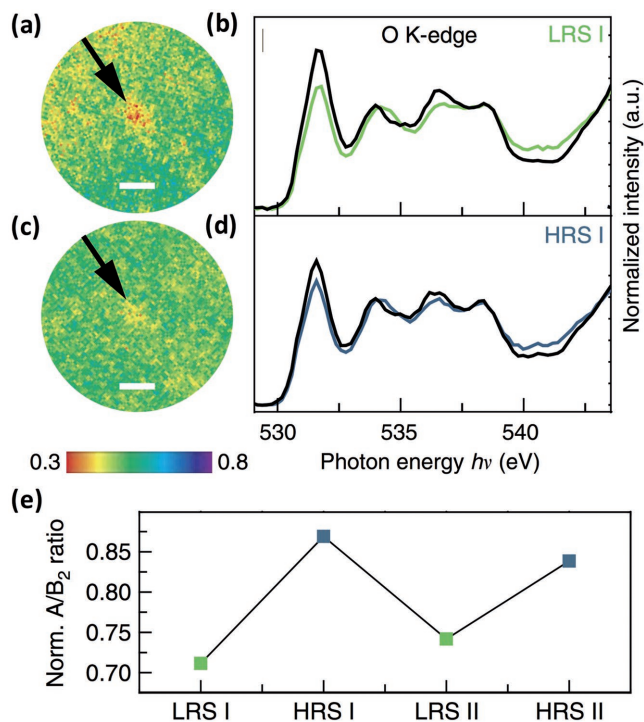 (a)
(b)
O K-edge
LRS I
(c)
(d)
HRS I
Normalized intensity (a.u.)
530
535
540
0.3
0.8
Photon energy hν (eV)
(e)
Norm. A/B₂ ratio
0.85
0.80
0.75
0.70
LRS I
HRS I
LRS II
HRS II